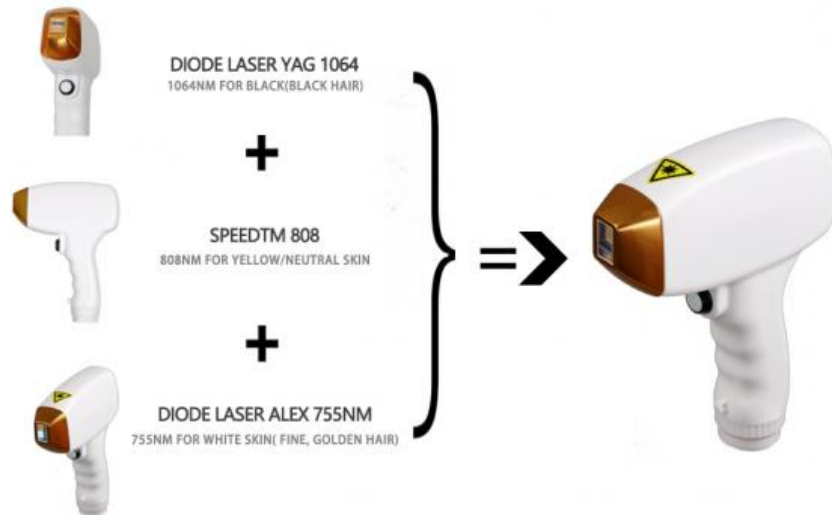 DIODE LASER YAG 1064
1064NM FOR BLACK(BLACK HAIR)
+
SPEEDTM 808
808NM FOR YELLOW/NEUTRAL SKIN
+
DIODE LASER ALEX 755NM
755NM FOR WHITE SKIN( FINE, GOLDEN HAIR)
=